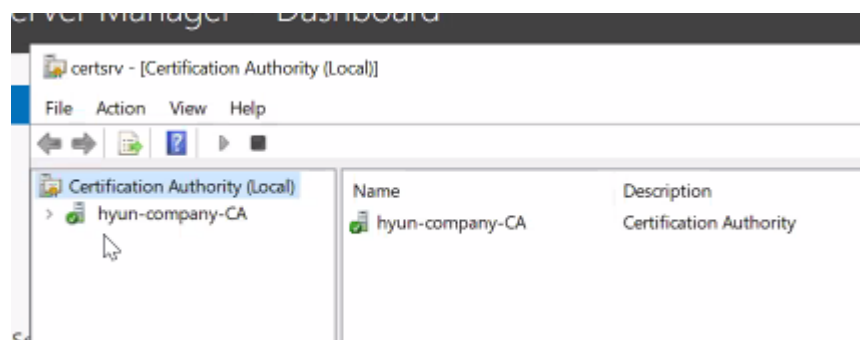 Server Manager Dashboard
certsrv - [Certification Authority (Local)]
File Action View Help
Certification Authority (Local)
hyun-company-CA
Name Description
hyun-company-CA Certification Authority